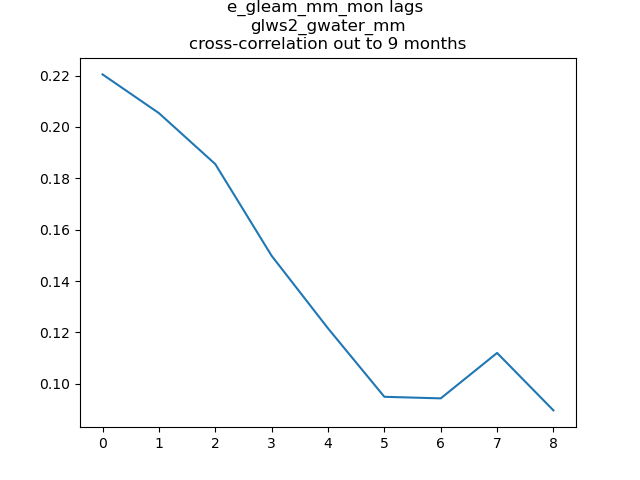 e_gleam_mm_mon lags
glws2_gwater_mm
cross-correlation out to 9 months
0.22
0.20
0.18
0.16
0.14
0.12
0.10
0 1 2 3 4 5 6 7 8